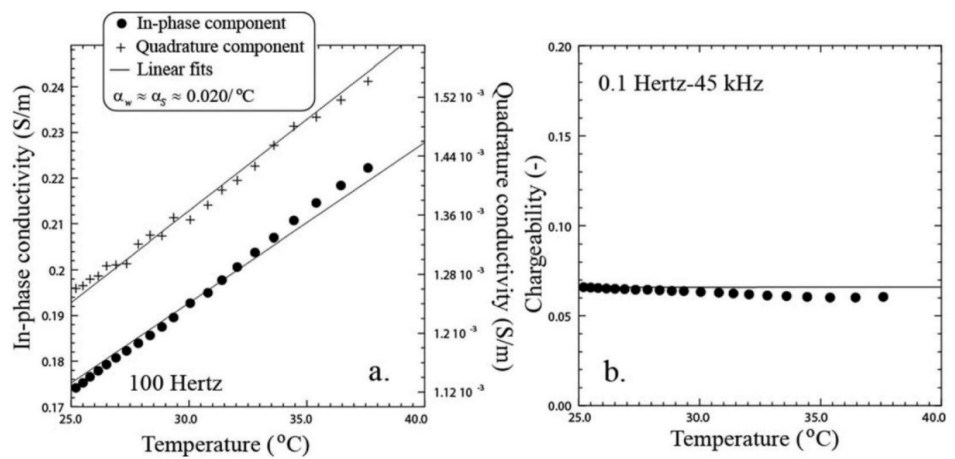 In-phase component
Quadrature component
Linear fits
αw ≈ αS ≈ 0.020/ °C
In-phase conductivity (S/m)
0.24
0.23
0.22
0.21
0.2
0.19
0.18
0.17
100 Hertz
a.
25.0 30.0 35.0 40.0
Temperature (°C)
Quadrature conductivity (S/m)
1.52 10⁻³
1.44 10⁻³
1.36 10⁻³
1.28 10⁻³
1.2 10⁻³
1.12 10⁻³
Chargeability (-)
0.20
0.15
0.10
0.05
0.00
0.1 Hertz-45 kHz
b.
25.0 30.0 35.0 40.0
Temperature (°C)